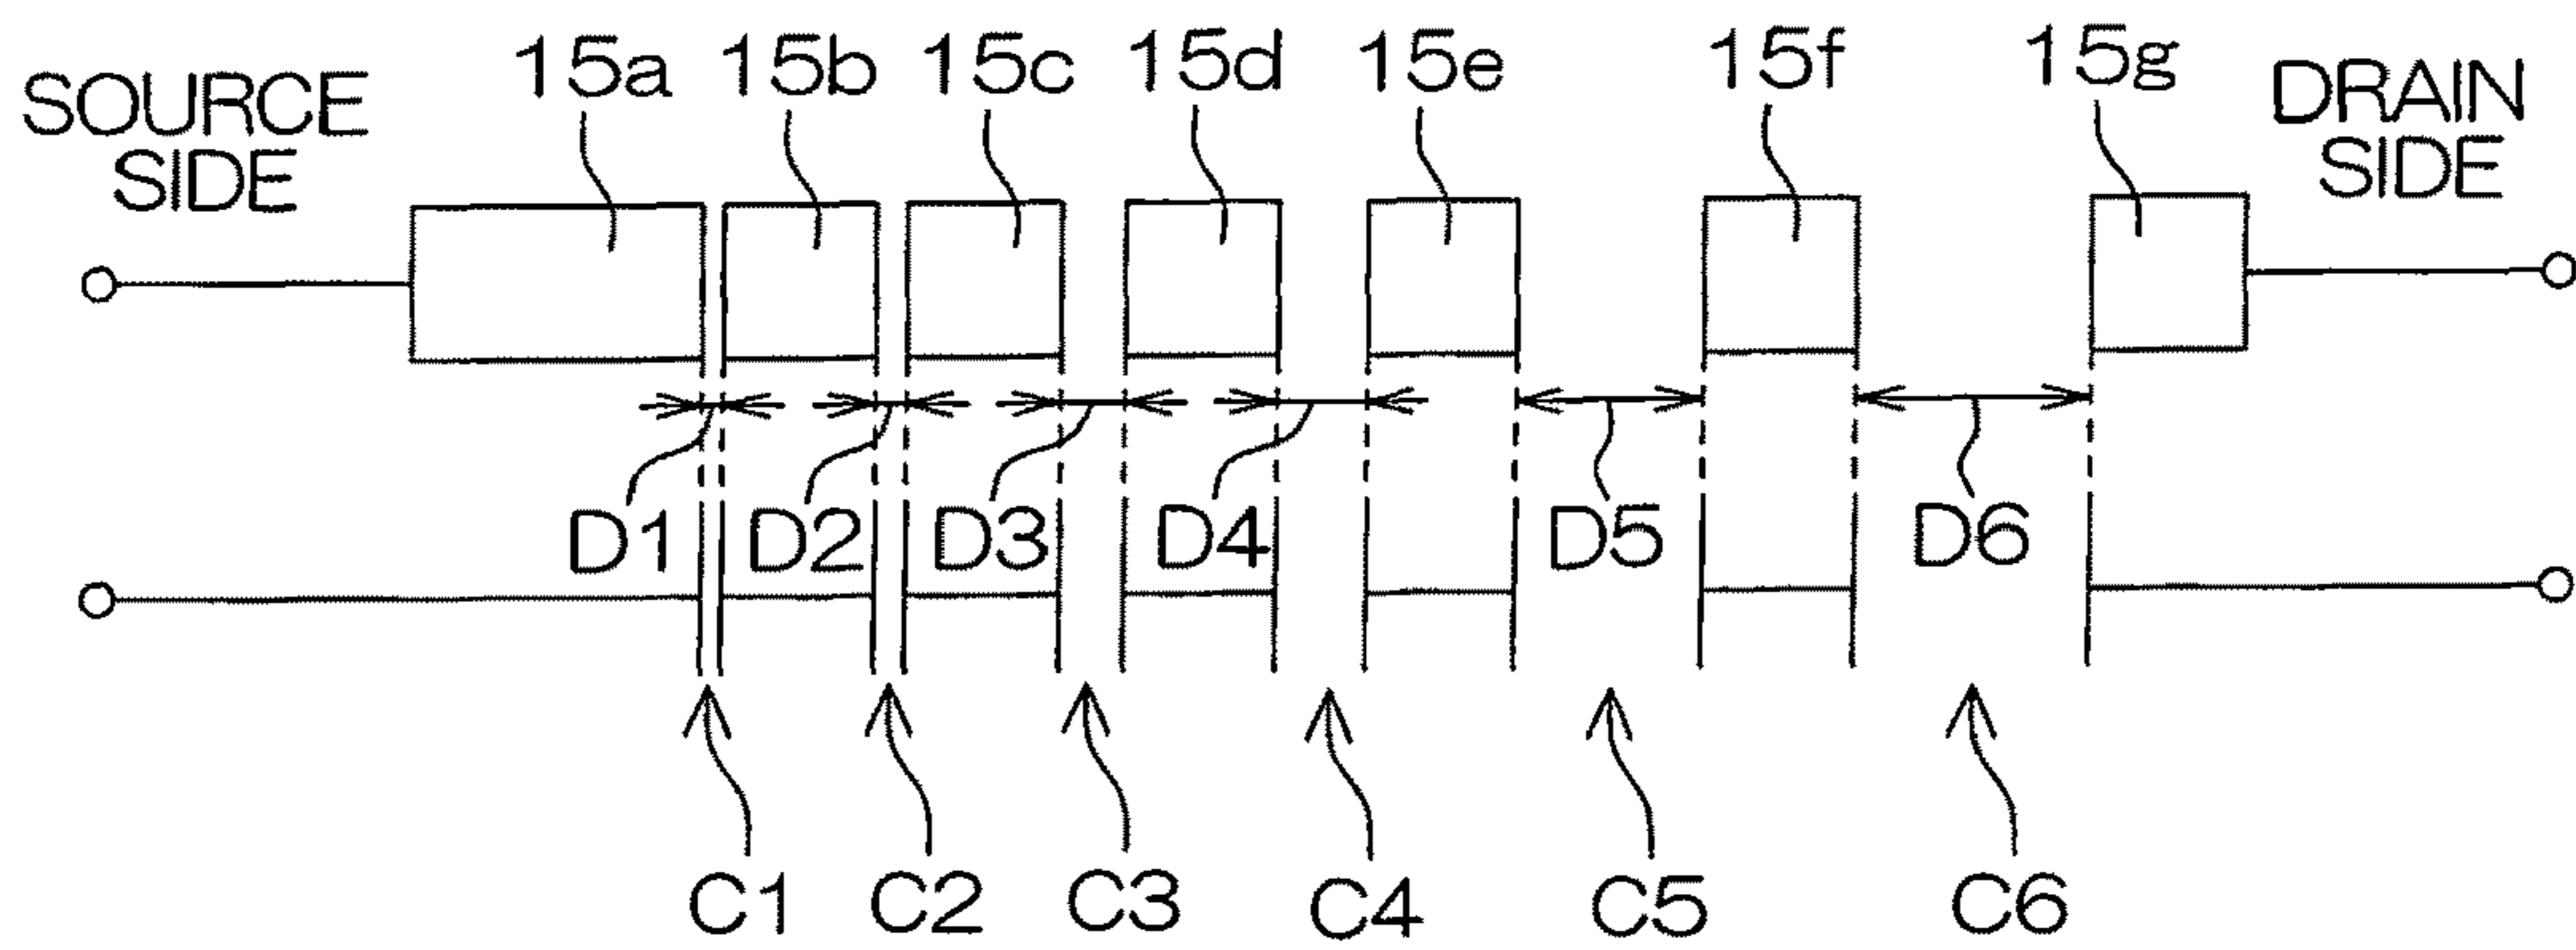 SOURCE
SIDE
15a
15b
15c
15d
15e
15f
15g
DRAIN
SIDE
D1
D2
D3
D4
D5
D6
C1
C2
C3
C4
C5
C6